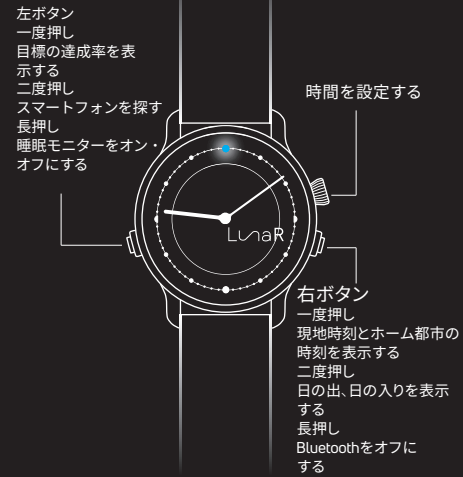 左ボタン
一度押し
目標の達成率を表
示する
二度押し
スマートフォンを探す
長押し
睡眠モニターをオン・
オフにする
時間を設定する
LunaR
右ボタン
一度押し
現地時刻とホーム都市の
時刻を表示する
二度押し
日の出、日の入りを表示
する
長押し
Bluetoothをオフに
する